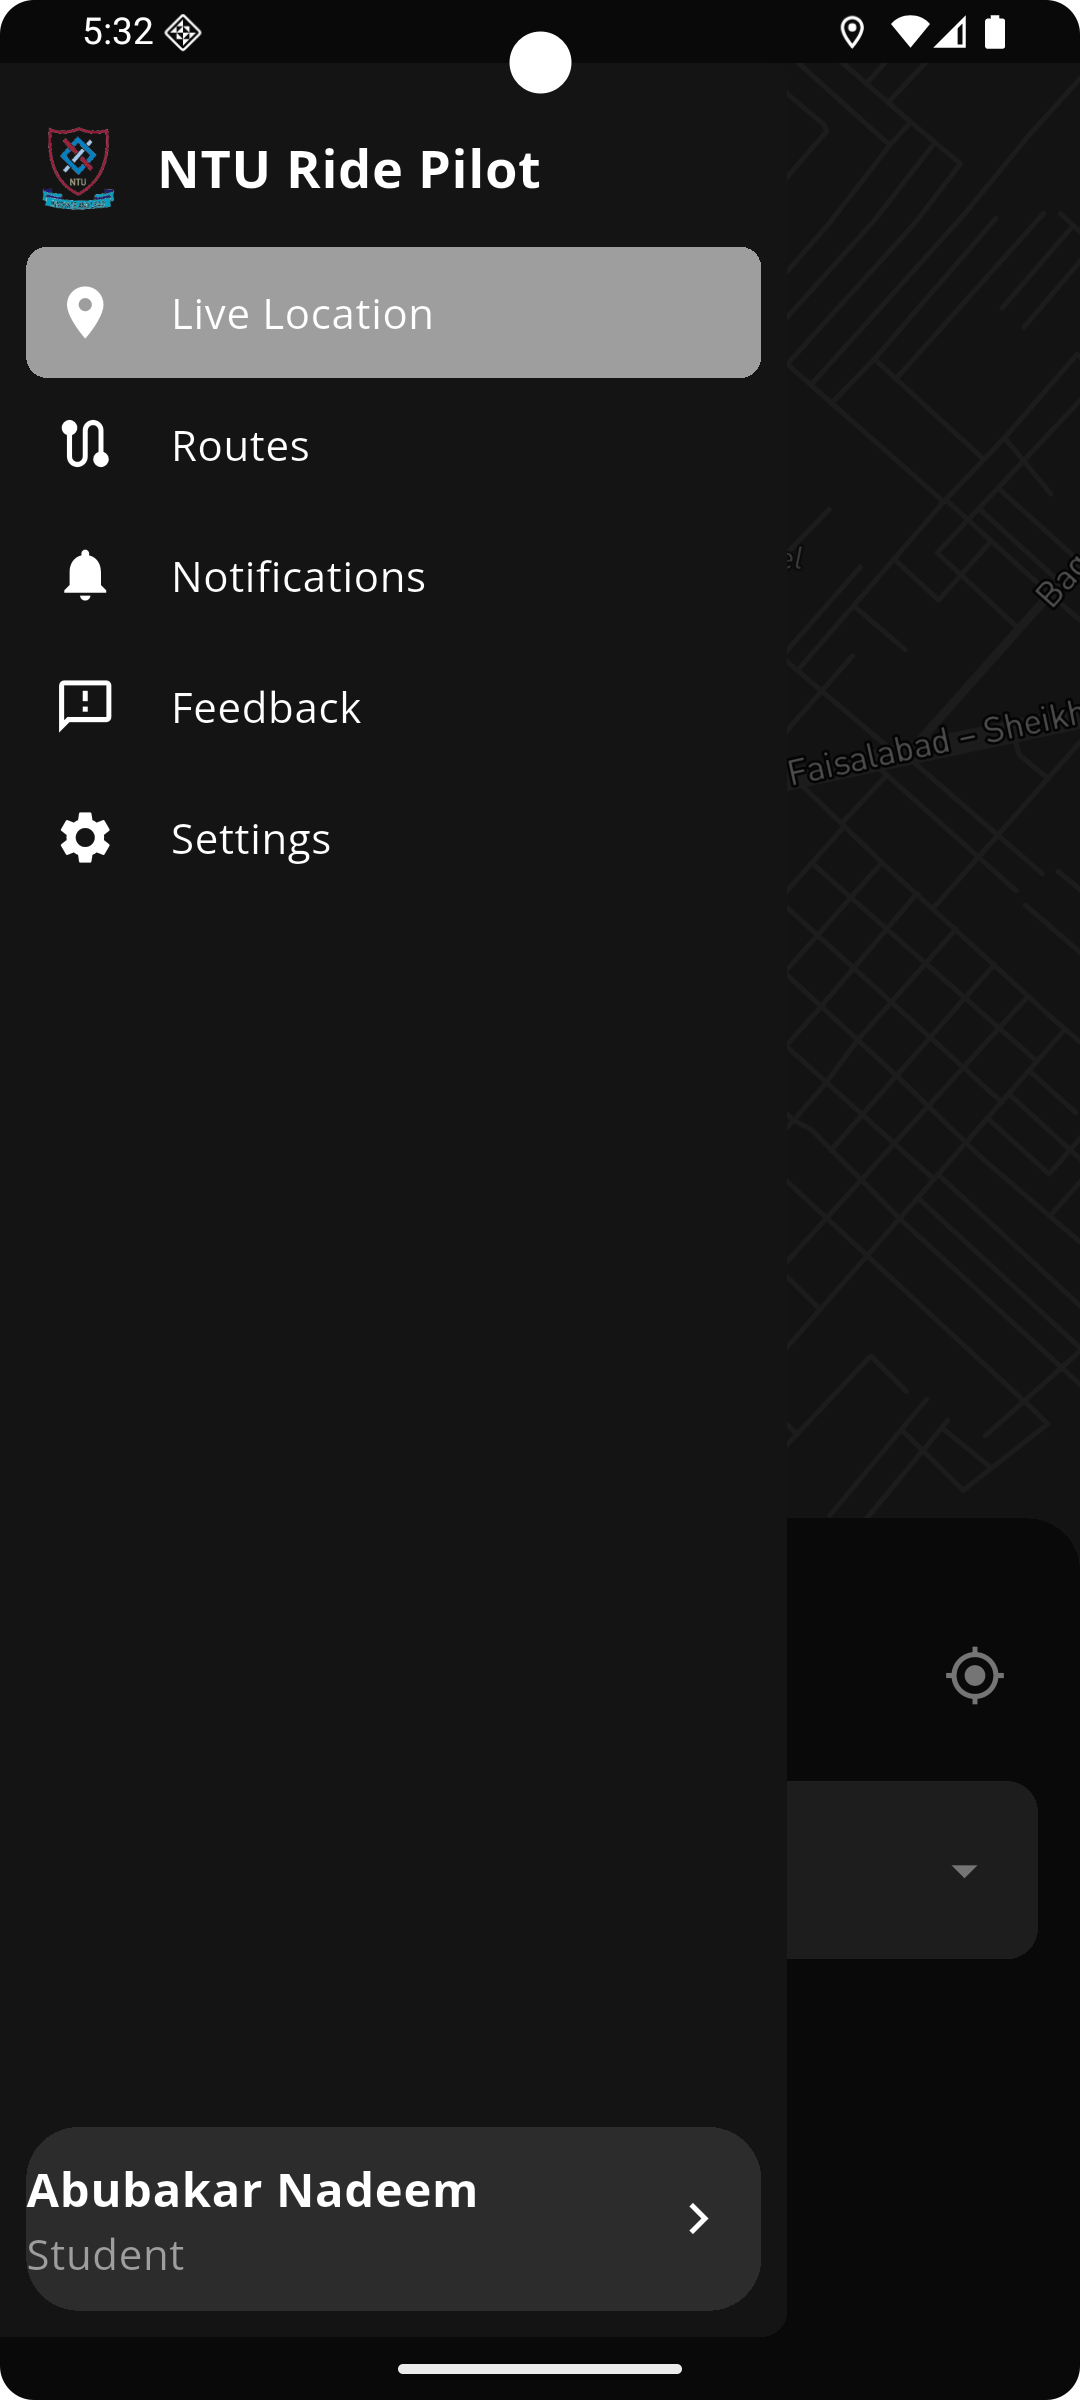 5:32
NTU
NTU Ride Pilot
Live Location
Routes
Notifications
Feedback
Settings
el
Bag
Faisalabad – Sheikh
Abubakar Nadeem
Student